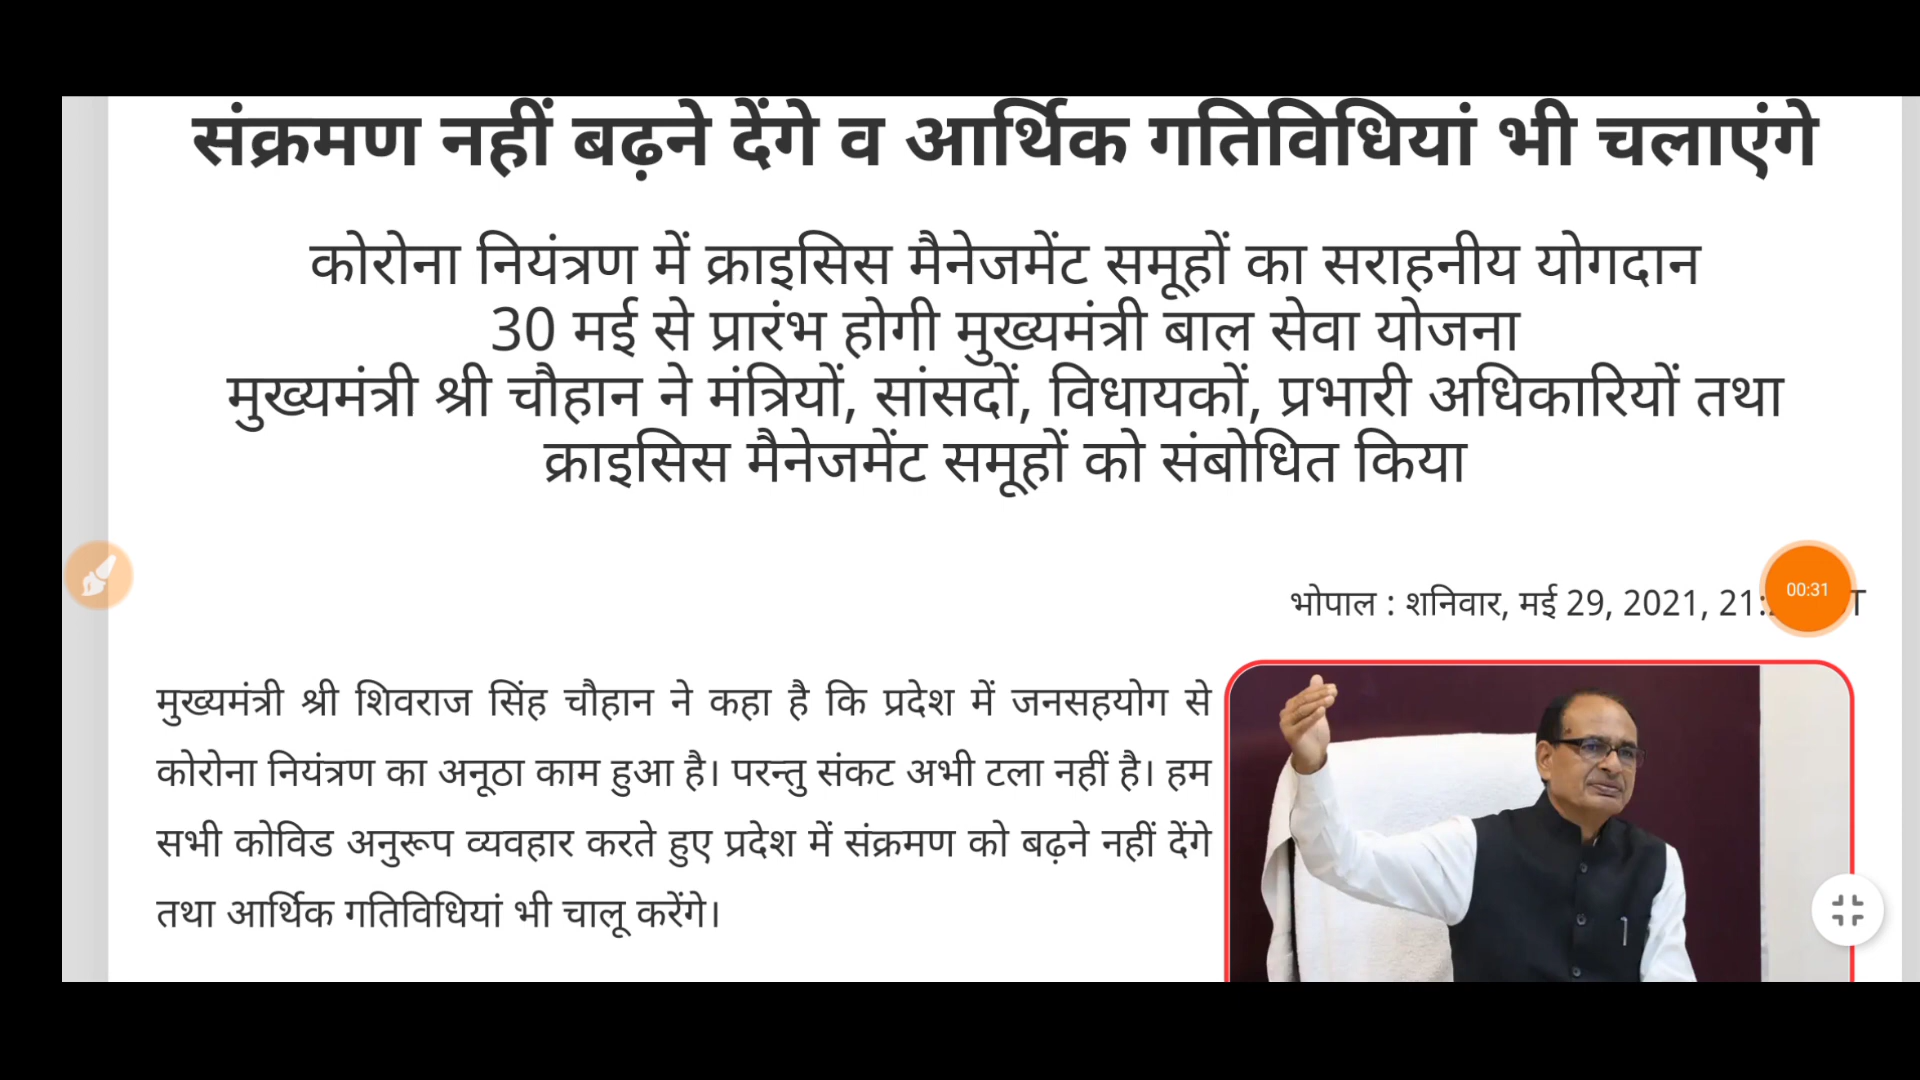 संक्रमण नहीं बढ़ने देंगे व आर्थिक गतिविधियां भी चलाएंगे
कोरोना नियंत्रण में क्राइसिस मैनेजमेंट समूहों का सराहनीय योगदान
30 मई से प्रारंभ होगी मुख्यमंत्री बाल सेवा योजना
मुख्यमंत्री श्री चौहान ने मंत्रियों, सांसदों, विधायकों, प्रभारी अधिकारियों तथा
क्राइसिस मैनेजमेंट समूहों को संबोधित किया
भोपाल : शनिवार, मई 29, 2021,
00:31
मुख्यमंत्री श्री शिवराज सिंह चौहान ने कहा है कि प्रदेश में जनसहयोग से
कोरोना नियंत्रण का अनूठा काम हुआ है। परन्तु संकट अभी टला नहीं है। हम
सभी कोविड अनुरूप व्यवहार करते हुए प्रदेश में संक्रमण को बढ़ने नहीं देंगे
तथा आर्थिक गतिविधियां भी चालू करेंगे।